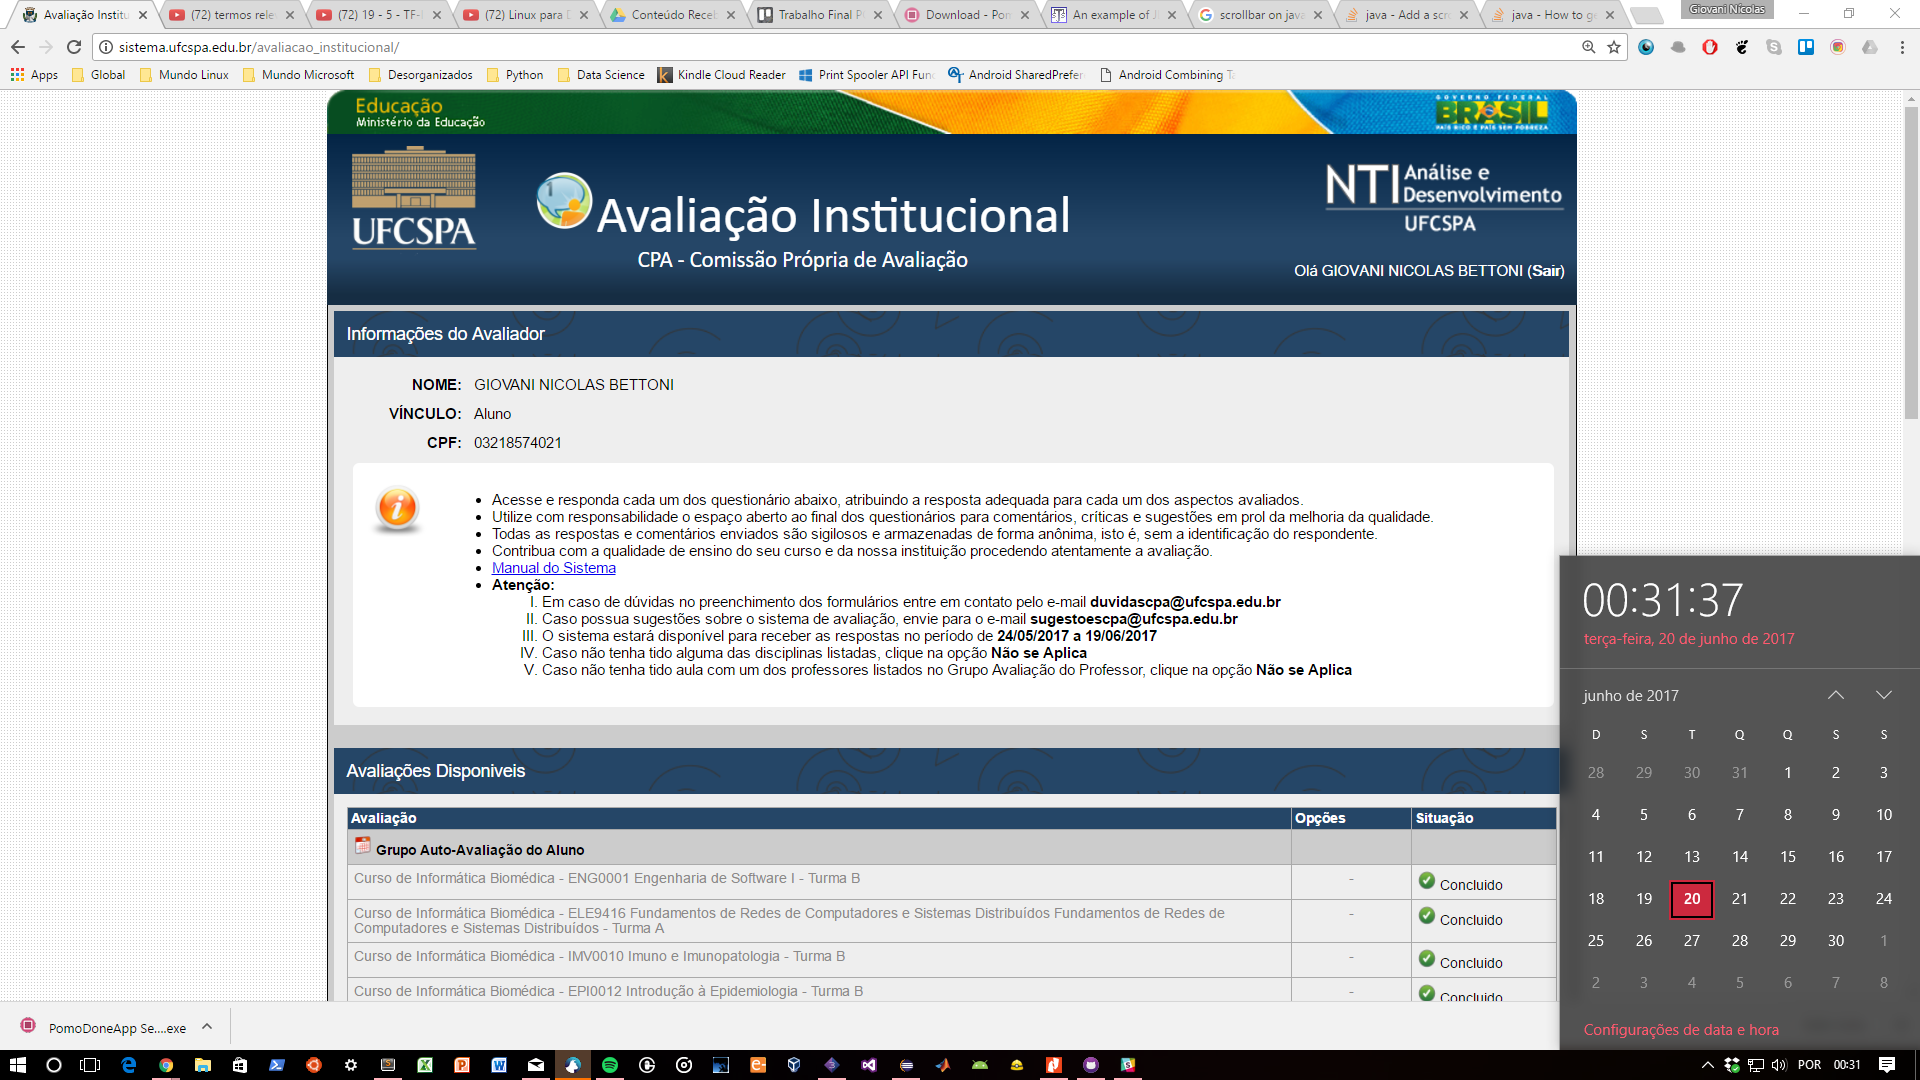 Avaliação Institu
(72) termos rele
(72) 19 - 5 - TF-
(72) Linux para D
Conteúdo Receb
Trabalho Final P
Download - Pom
An example of J
scrollbar on java
java - Add a scr
java - How to ge
Giovani Nícolas
sistema.ufcspa.edu.br/avaliacao_institucional/
Apps
Global
Mundo Linux
Mundo Microsoft
Desorganizados
Python
Data Science
Kindle Cloud Reader
Print Spooler API Func
Android SharedPrefer
Android Combining Ta
Educação
Ministério da Educação
GOVERNO FEDERAL
BRASIL
PAÍS RICO É PAÍS SEM POBREZA
UFCSPA
1
Avaliação Institucional
CPA - Comissão Própria de Avaliação
NTI Análise e
Desenvolvimento
UFCSPA
Olá GIOVANI NICOLAS BETTONI (Sair)
Informações do Avaliador
NOME: GIOVANI NICOLAS BETTONI
VÍNCULO: Aluno
CPF: 03218574021
• Acesse e responda cada um dos questionário abaixo, atribuindo a resposta adequada para cada um dos aspectos avaliados.
• Utilize com responsabilidade o espaço aberto ao final dos questionários para comentários, críticas e sugestões em prol da melhoria da qualidade.
• Todas as respostas e comentários enviados são sigilosos e armazenadas de forma anônima, isto é, sem a identificação do respondente.
• Contribua com a qualidade de ensino do seu curso e da nossa instituição procedendo atentamente a avaliação.
• Manual do Sistema
• Atenção:
I. Em caso de dúvidas no preenchimento dos formulários entre em contato pelo e-mail duvidascpa@ufcspa.edu.br
II. Caso possua sugestões sobre o sistema de avaliação, envie para o e-mail sugestoescpa@ufcspa.edu.br
III. O sistema estará disponível para receber as respostas no período de 24/05/2017 a 19/06/2017
IV. Caso não tenha tido alguma das disciplinas listadas, clique na opção Não se Aplica
V. Caso não tenha tido aula com um dos professores listados no Grupo Avaliação do Professor, clique na opção Não se Aplica
Avaliações Disponiveis
Avaliação Opções Situação
Grupo Auto-Avaliação do Aluno
Curso de Informática Biomédica - ENG0001 Engenharia de Software I - Turma B - Concluido
Curso de Informática Biomédica - ELE9416 Fundamentos de Redes de Computadores e Sistemas Distribuídos Fundamentos de Redes de
Computadores e Sistemas Distribuídos - Turma A - Concluido
Curso de Informática Biomédica - IMV0010 Imuno e Imunopatologia - Turma B - Concluido
Curso de Informática Biomédica - EPI0012 Introdução à Epidemiologia - Turma B - Concluido
00:31:37
terça-feira, 20 de junho de 2017
junho de 2017
D S T Q Q S S
28 29 30 31 1 2 3
4 5 6 7 8 9 10
11 12 13 14 15 16 17
18 19 20 21 22 23 24
25 26 27 28 29 30 1
2 3 4 5 6 7 8
Configurações de data e hora
PomoDoneApp Se....exe
POR 00:31